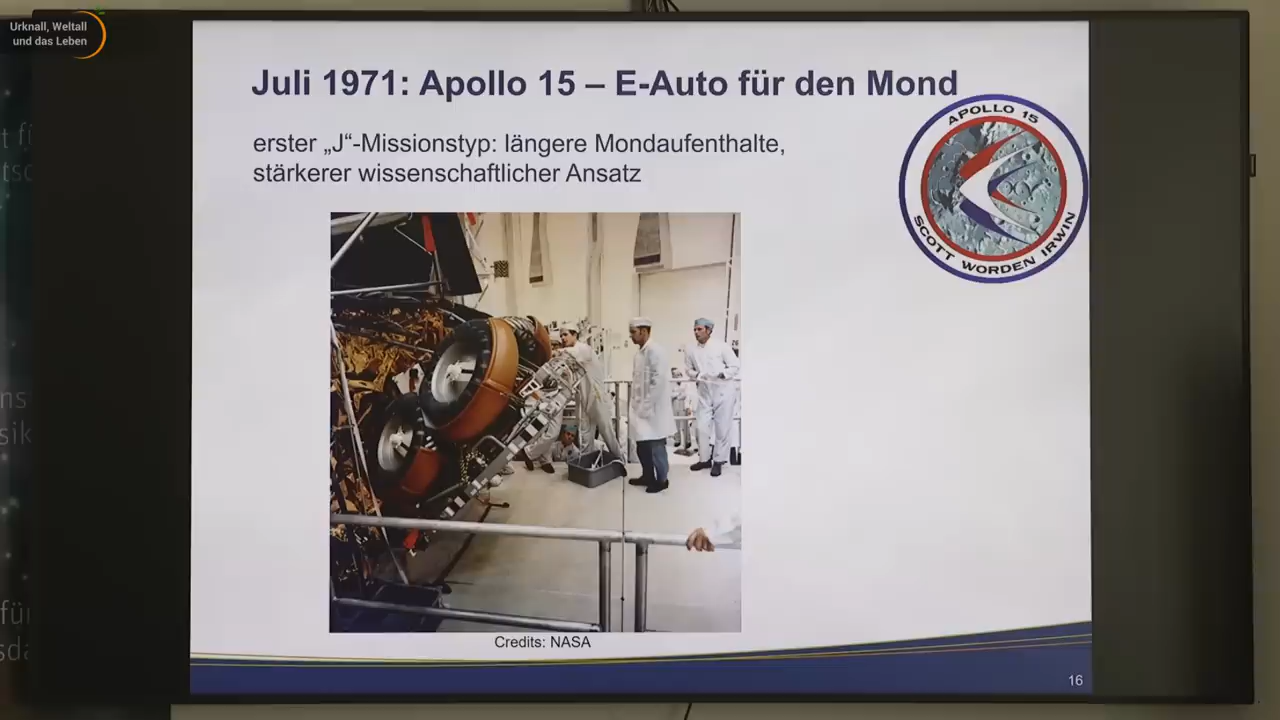 Urknall, Weltall
und das Leben
Juli 1971: Apollo 15 – E-Auto für den Mond
erster „J“-Missionstyp: längere Mondaufenthalte,
stärkerer wissenschaftlicher Ansatz
APOLLO 15
SCOTT WORDEN IRWIN
Credits: NASA
16